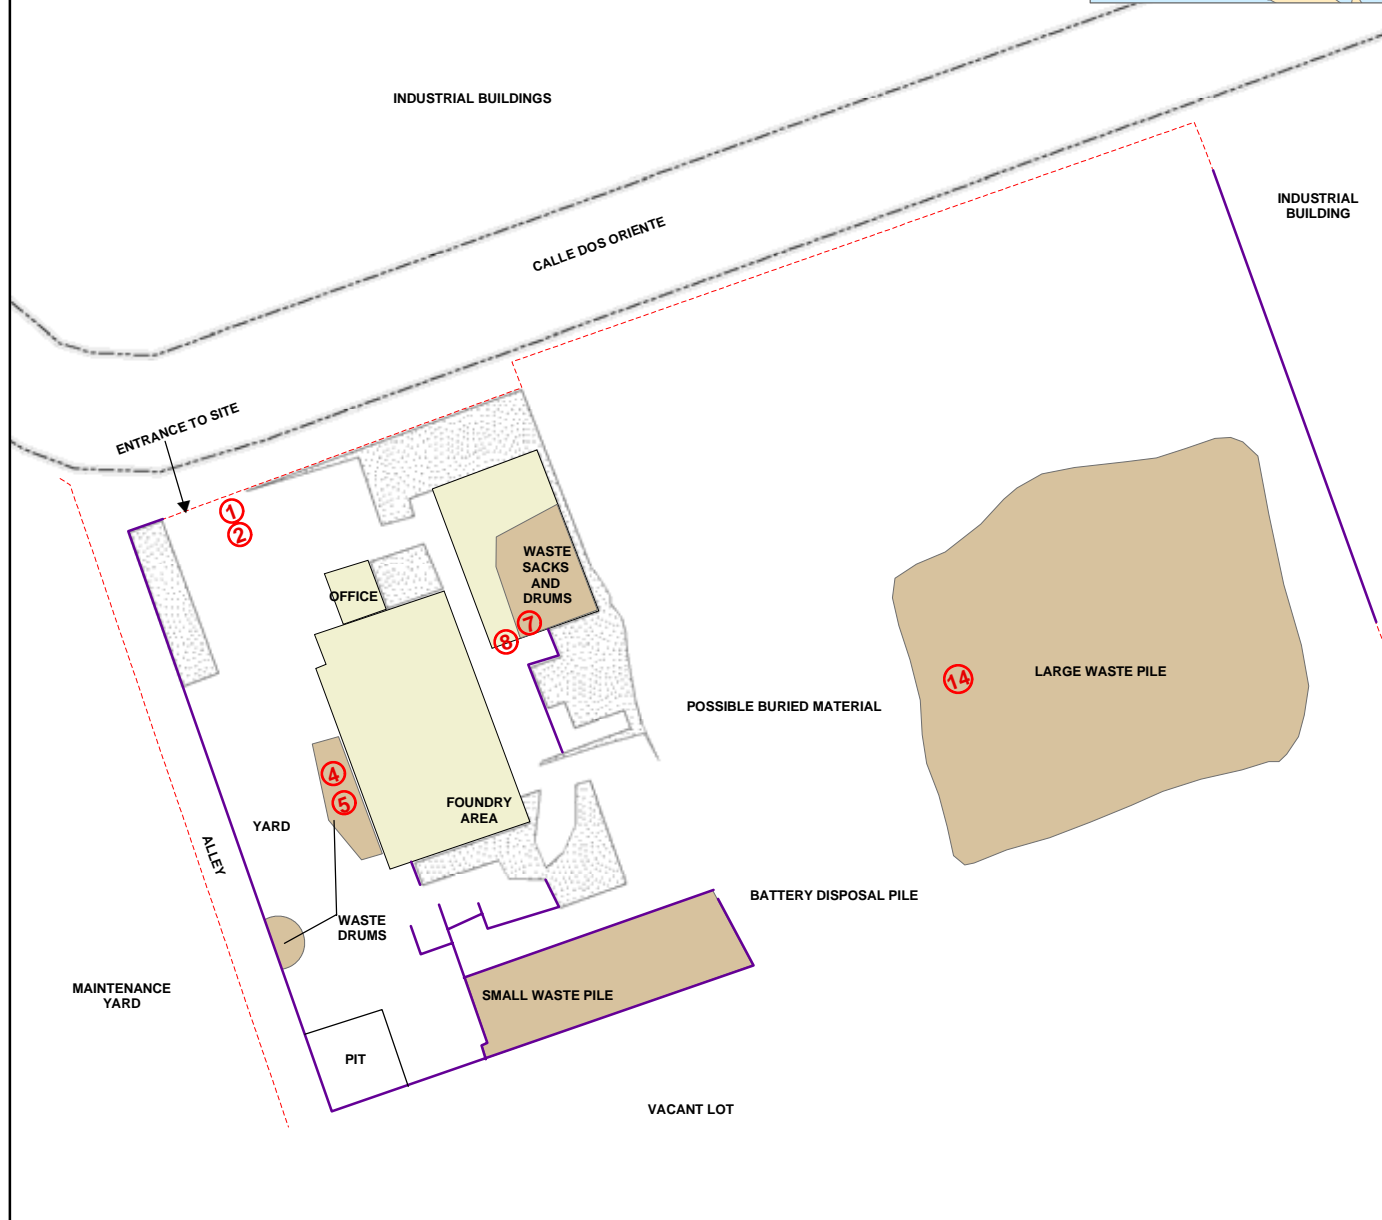 INDUSTRIAL BUILDINGS
INDUSTRIAL
BUILDING
CALLE DOS ORIENTE
ENTRANCE TO SITE
1
2
WASTE
SACKS
AND
DRUMS
OFFICE
7
8
14
LARGE WASTE PILE
POSSIBLE BURIED MATERIAL
4
5
FOUNDRY
AREA
YARD
ALLEY
BATTERY DISPOSAL PILE
WASTE
DRUMS
MAINTENANCE
YARD
SMALL WASTE PILE
PIT
VACANT LOT